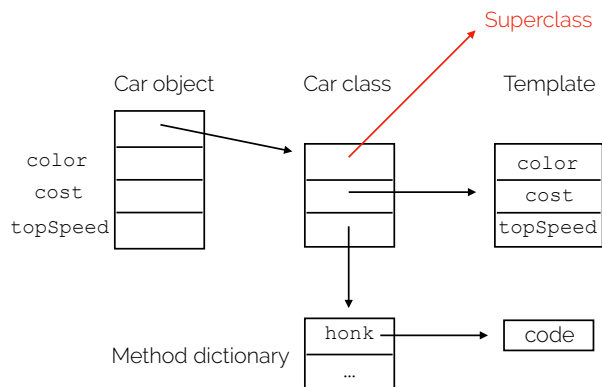 Superclass
Car object
Car class
Template
color
cost
topSpeed
color
cost
topSpeed
Method dictionary
honk
...
code